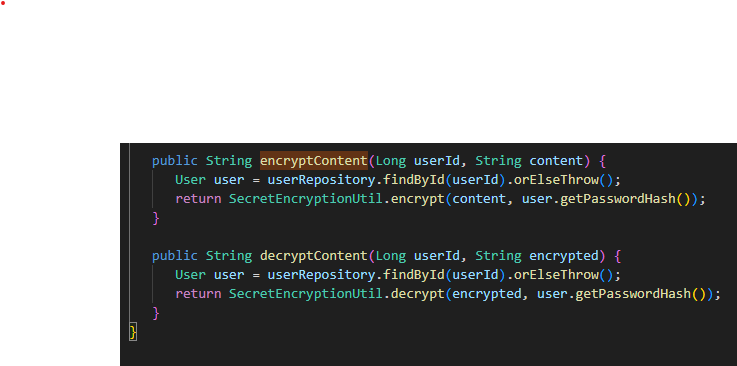 public String encryptContent(Long userId, String content) {
User user = userRepository.findById(userId).orElseThrow();
return SecretEncryptionUtil.encrypt(content, user.getPasswordHash());
}
public String decryptContent(Long userId, String encrypted) {
User user = userRepository.findById(userId).orElseThrow();
return SecretEncryptionUtil.decrypt(encrypted, user.getPasswordHash());
}
}